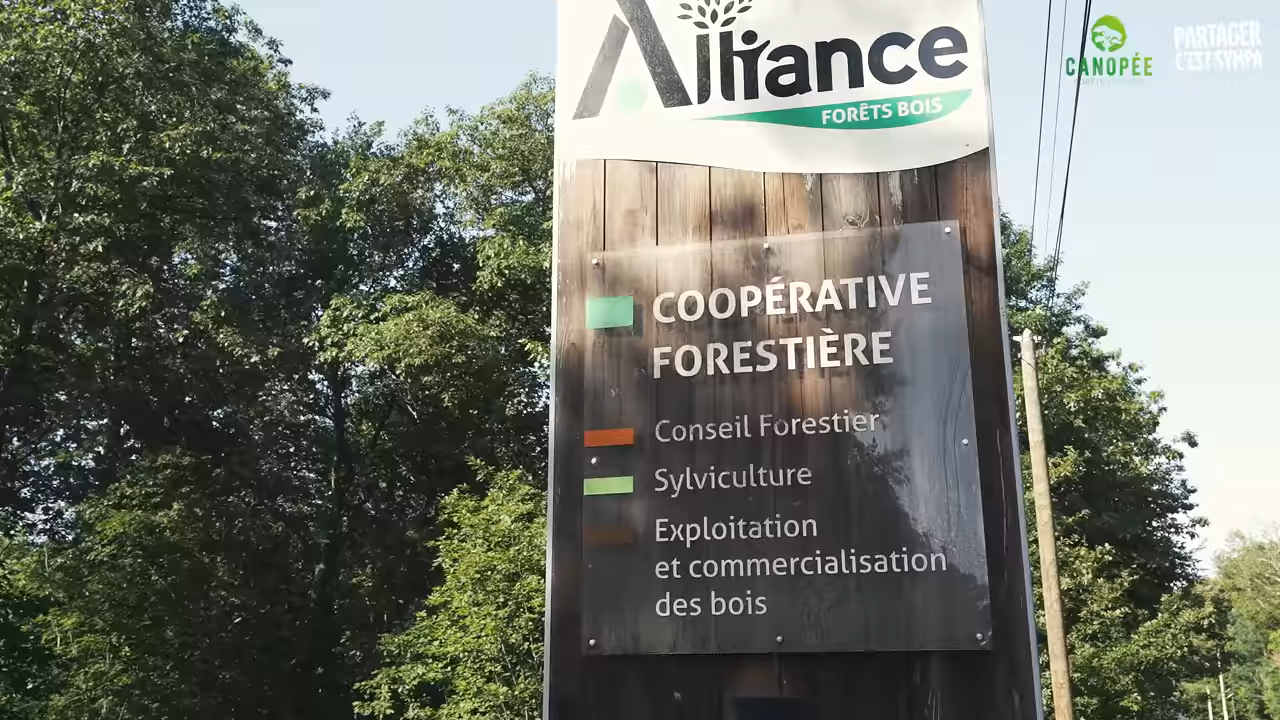 Alliance
FORÊTS BOIS
CANOPÉE
PARTAGER
C'EST SYMPA
COOPÉRATIVE
FORESTIÈRE
Conseil Forestier
Sylviculture
Exploitation
et commercialisation
des bois